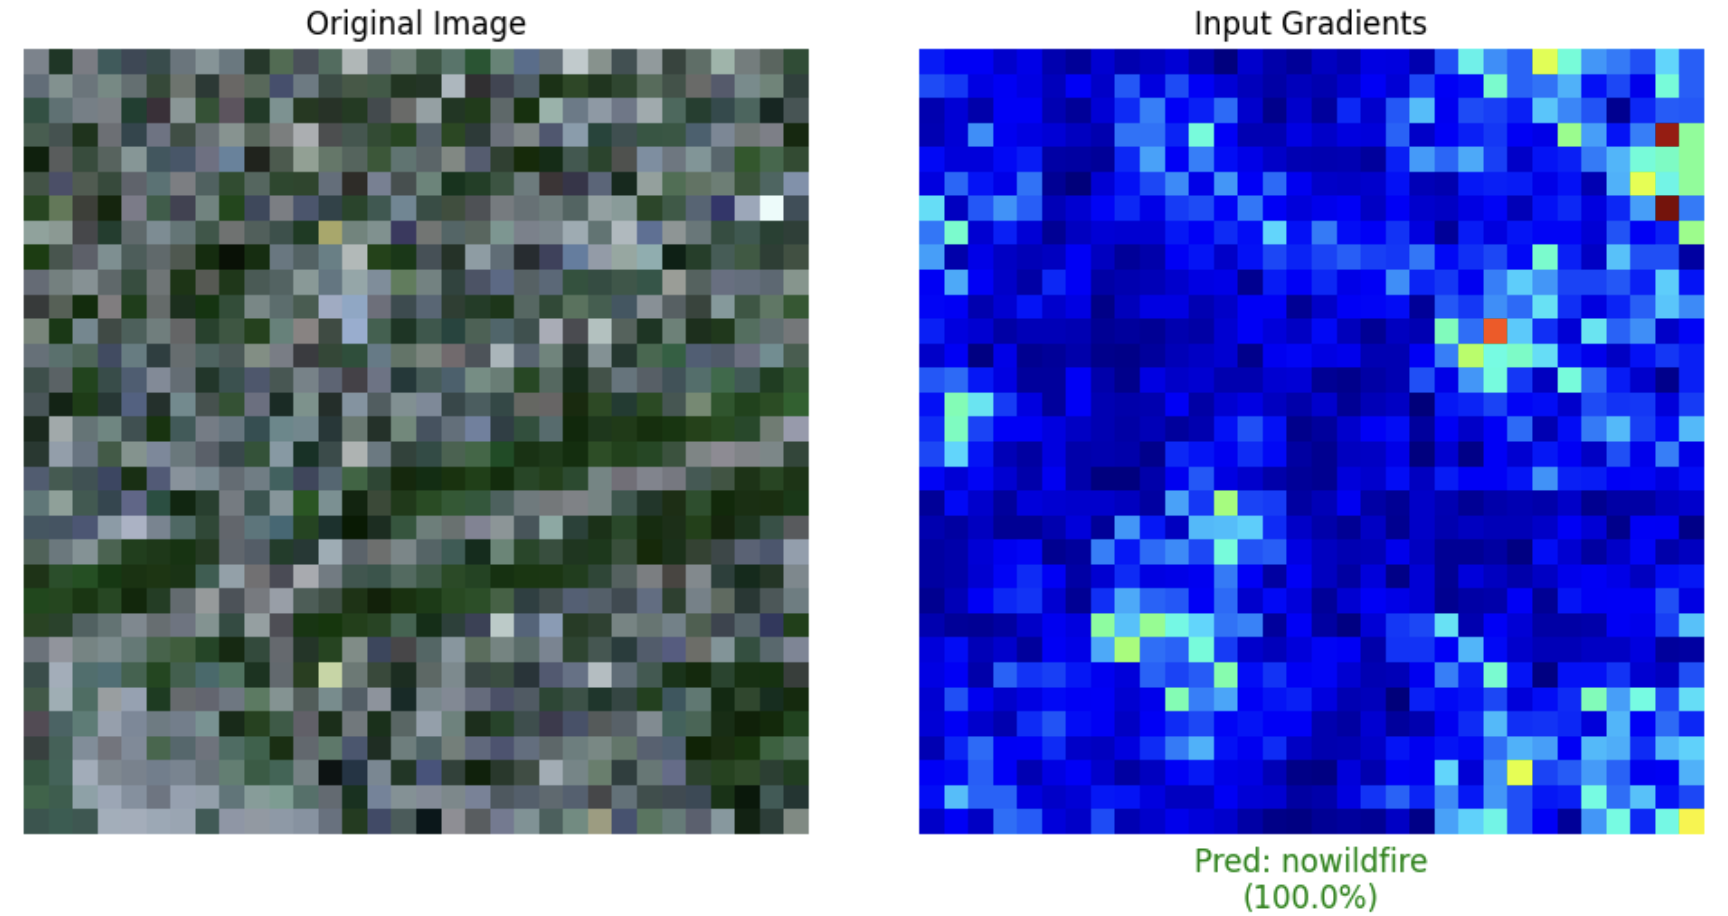 Original Image
Input Gradients
Pred: nowildfire
(100.0%)